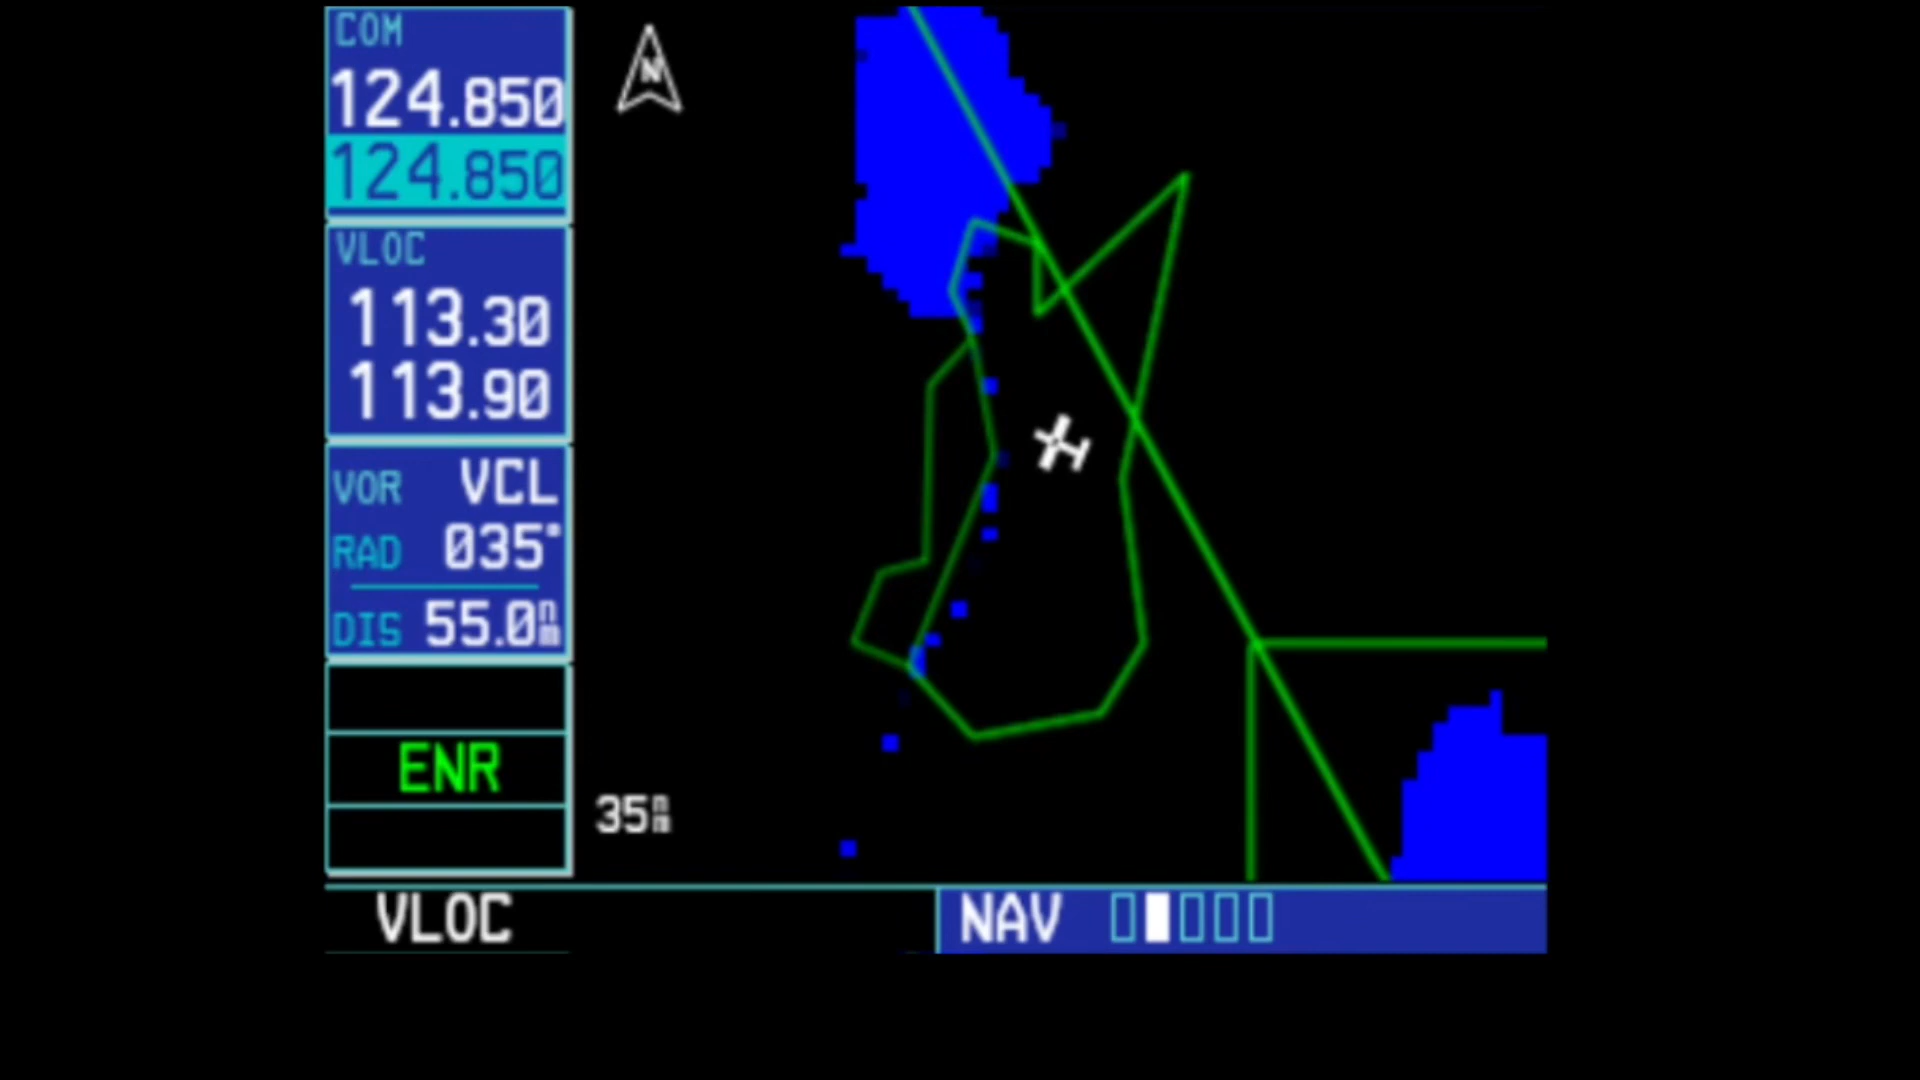 COM
124.850
124.850
N
VLOC
113.30
113.90
VOR VCL
RAD 035°
DIS 55.0nm
ENR
35nm
VLOC
NAV